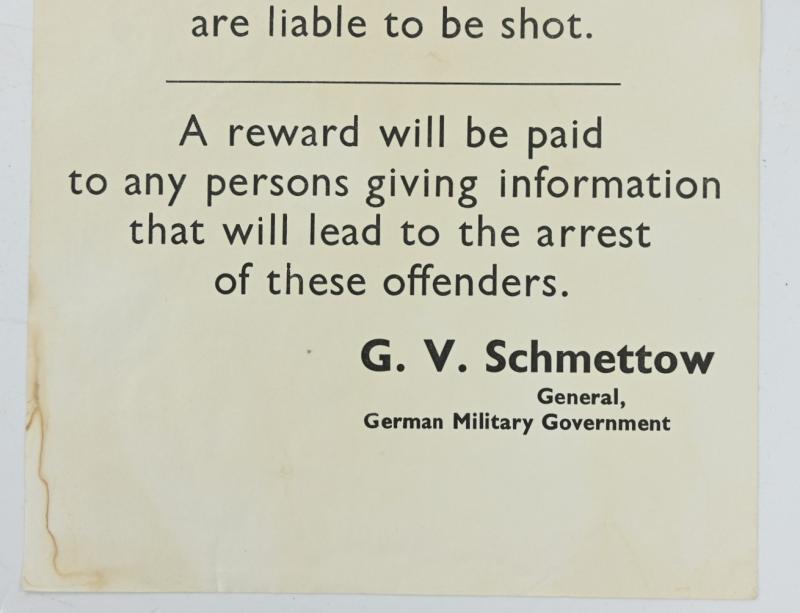 are liable to be shot.
A reward will be paid
to any persons giving information
that will lead to the arrest
of these offenders.
G. V. Schmettow
General,
German Military Government